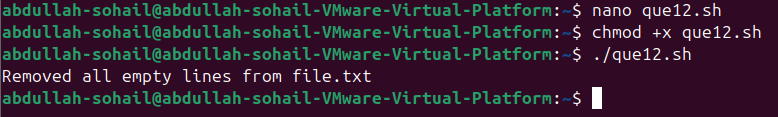 abdullah-sohail@abdullah-sohail-VMware-Virtual-Platform:~$ nano que12.sh
abdullah-sohail@abdullah-sohail-VMware-Virtual-Platform:~$ chmod +x que12.sh
abdullah-sohail@abdullah-sohail-VMware-Virtual-Platform:~$ ./que12.sh
Removed all empty lines from file.txt
abdullah-sohail@abdullah-sohail-VMware-Virtual-Platform:~$